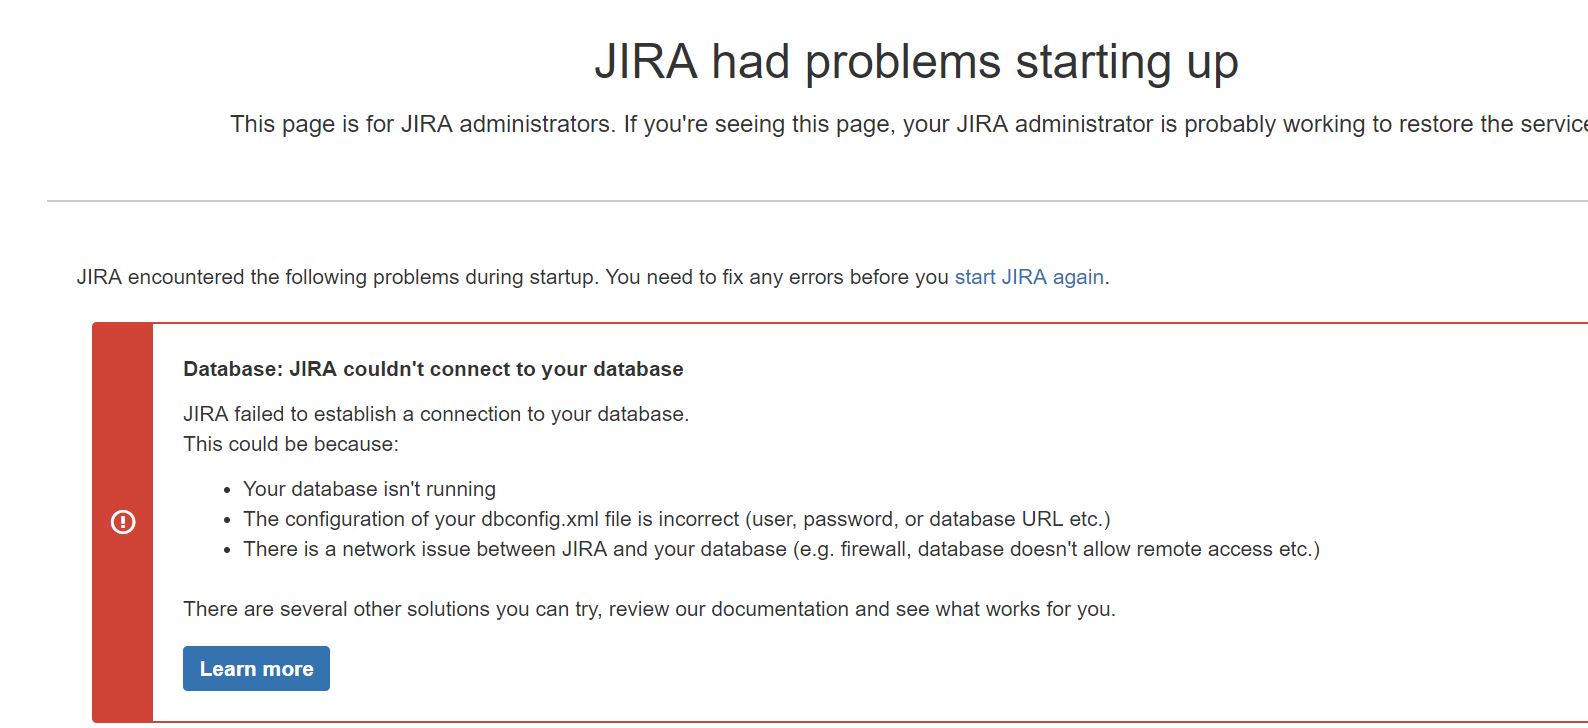 JIRA had problems starting up
This page is for JIRA administrators. If you're seeing this page, your JIRA administrator is probably working to restore the service
JIRA encountered the following problems during startup. You need to fix any errors before you start JIRA again.
Database: JIRA couldn't connect to your database
JIRA failed to establish a connection to your database.
This could be because:
• Your database isn't running
• The configuration of your dbconfig.xml file is incorrect (user, password, or database URL etc.)
• There is a network issue between JIRA and your database (e.g. firewall, database doesn't allow remote access etc.)
There are several other solutions you can try, review our documentation and see what works for you.
Learn more